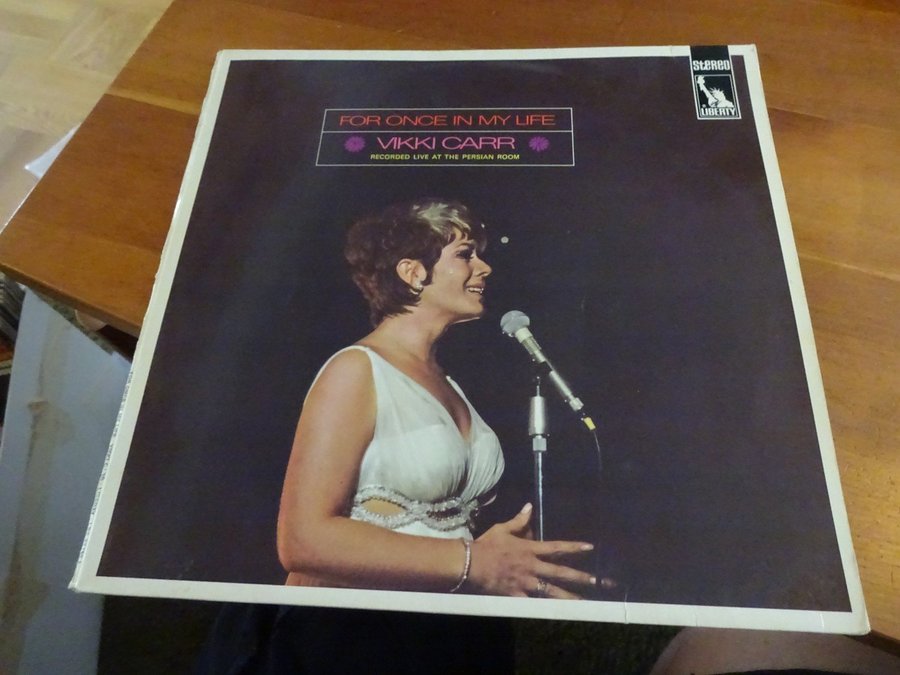 Stereo
LIBERTY
FOR ONCE IN MY LIFE
VIKKI CARR
RECORDED LIVE AT THE PERSIAN ROOM